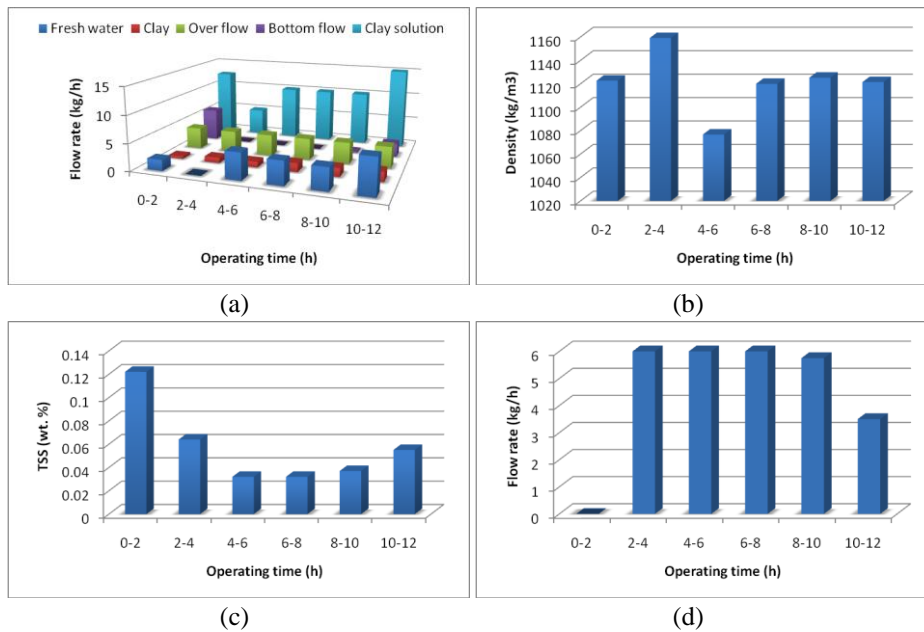 Fresh water Clay Over flow Bottom flow Clay solution
Flow rate (kg/h)
15
10
5
0
0-2
2-4
4-6
6-8
8-10
10-12
Operating time (h)
(a)
Density (kg/m3)
1160
1140
1120
1100
1080
1060
1040
1020
0-2 2-4 4-6 6-8 8-10 10-12
Operating time (h)
(b)
TSS (wt. %)
0.14
0.12
0.1
0.08
0.06
0.04
0.02
0
0-2 2-4 4-6 6-8 8-10 10-12
Operating time (h)
(c)
Flow rate (kg/h)
6
5
4
3
2
1
0
0-2 2-4 4-6 6-8 8-10 10-12
Operating time (h)
(d)